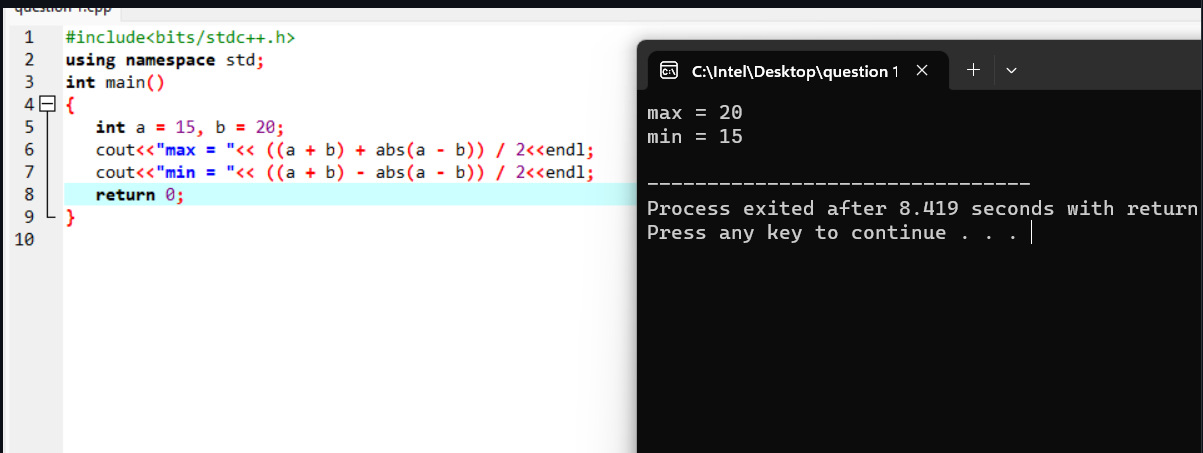 question 1.cpp
1 #include<bits/stdc++.h>
2 using namespace std;
3 int main()
4 {
5 int a = 15, b = 20;
6 cout<<"max = "<< ((a + b) + abs(a - b)) / 2<<endl;
7 cout<<"min = "<< ((a + b) - abs(a - b)) / 2<<endl;
8 return 0;
9 }
10
C:\Intel\Desktop\question 1
max = 20
min = 15
--------------------------------
Process exited after 8.419 seconds with return
Press any key to continue . . .